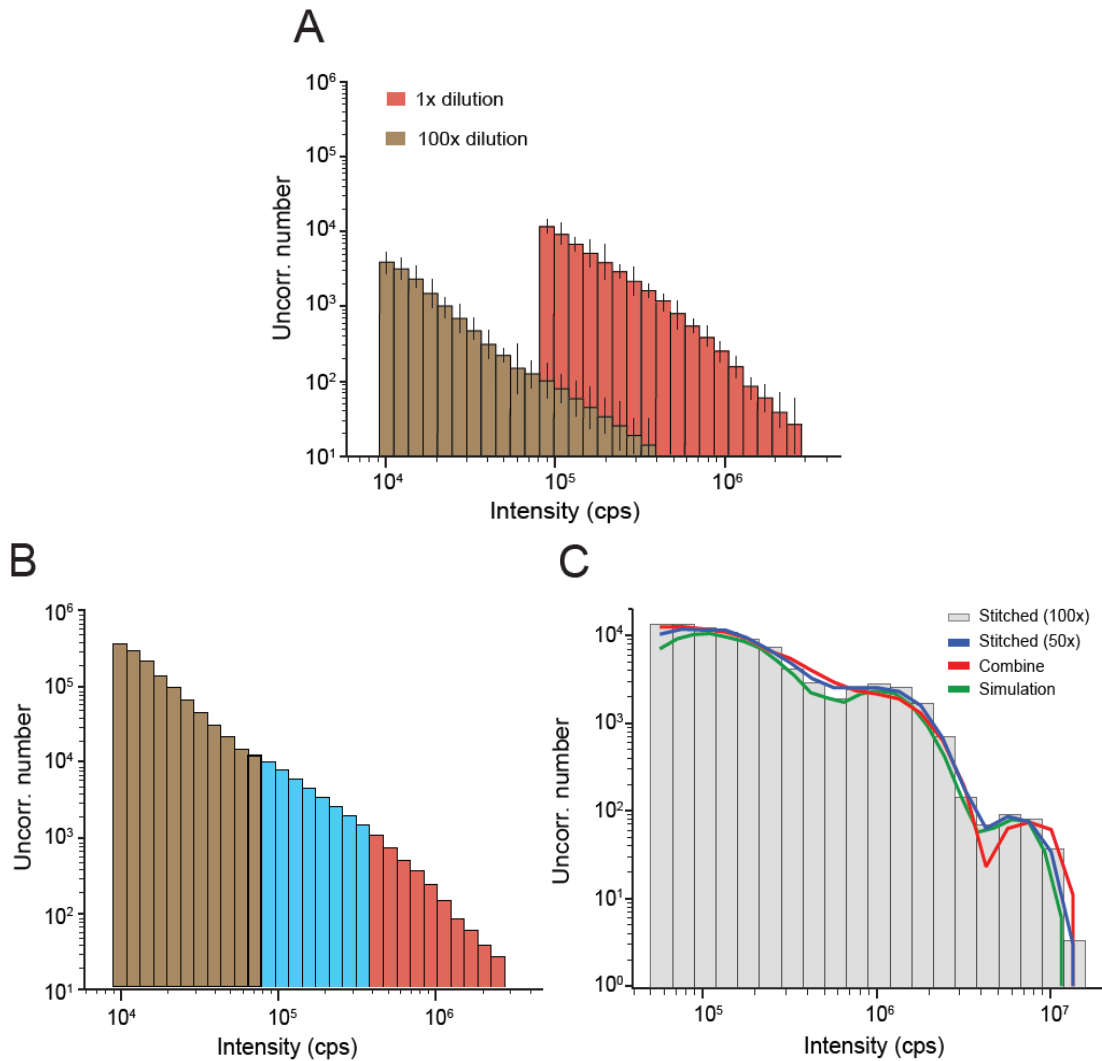 A
10⁶
10⁵
10⁴
10³
10²
10¹
Uncorr. number
1x dilution
100x dilution
10⁴
10⁵
10⁶
Intensity (cps)
B
10⁶
10⁵
10⁴
10³
10²
10¹
Uncorr. number
10⁴
10⁵
10⁶
Intensity (cps)
C
10⁴
10³
10²
10¹
10⁰
Uncorr. number
Stitched (100x)
Stitched (50x)
Combine
Simulation
10⁵
10⁶
10⁷
Intensity (cps)